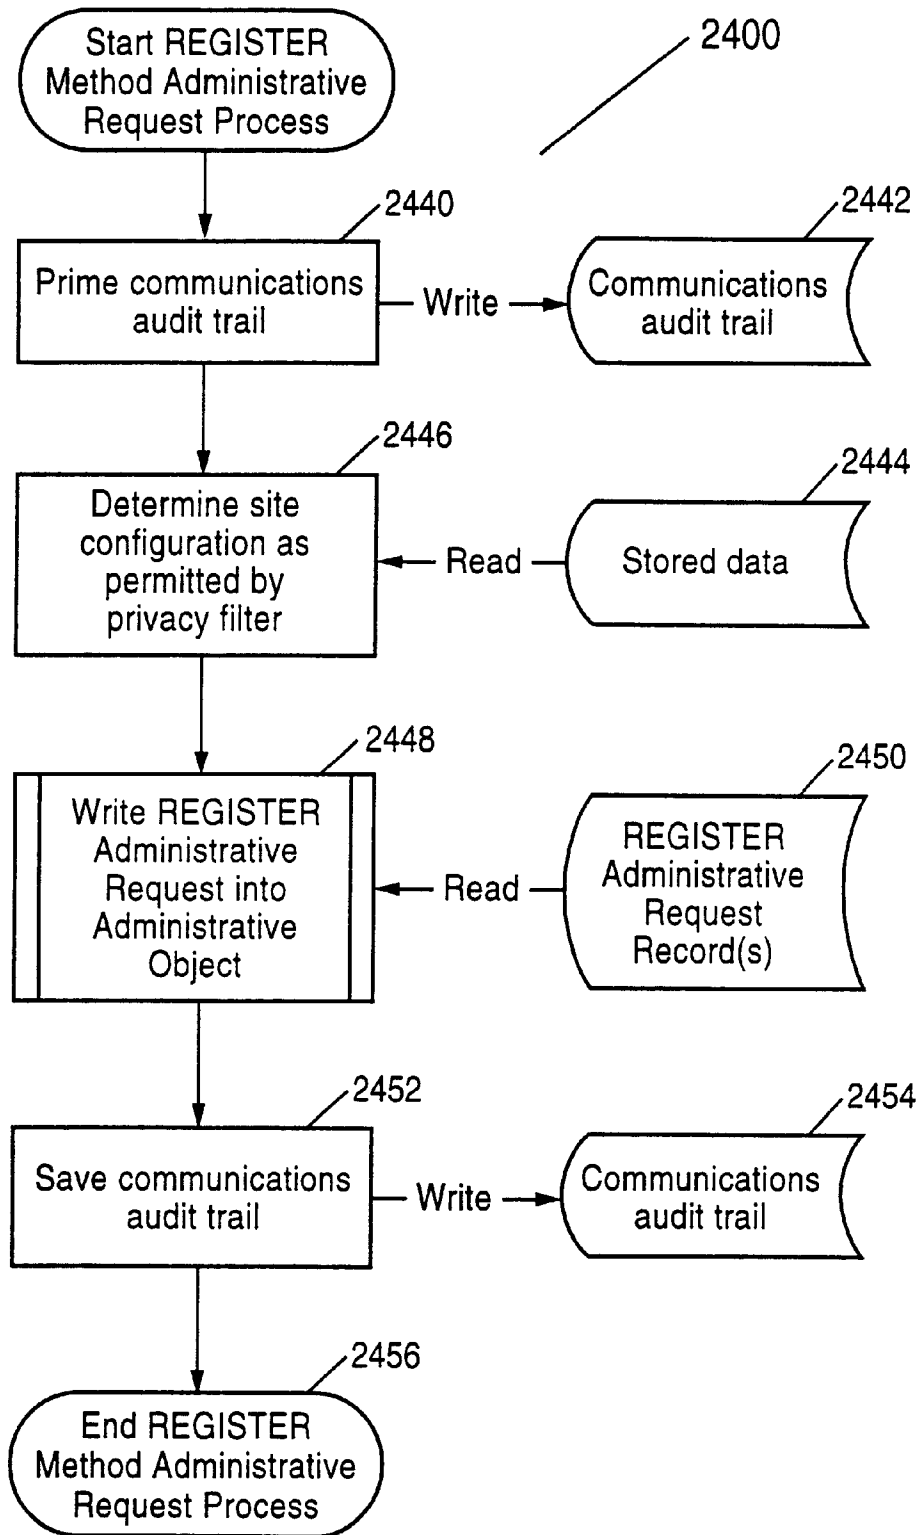 Start REGISTER
Method Administrative
Request Process
2400
2440
Prime communications
audit trail
Write
2442
Communications
audit trail
2446
Determine site
configuration as
permitted by
privacy filter
Read
2444
Stored data
2448
Write REGISTER
Administrative
Request into
Administrative
Object
Read
2450
REGISTER
Administrative
Request
Record(s)
2452
Save communications
audit trail
Write
2454
Communications
audit trail
2456
End REGISTER
Method Administrative
Request Process